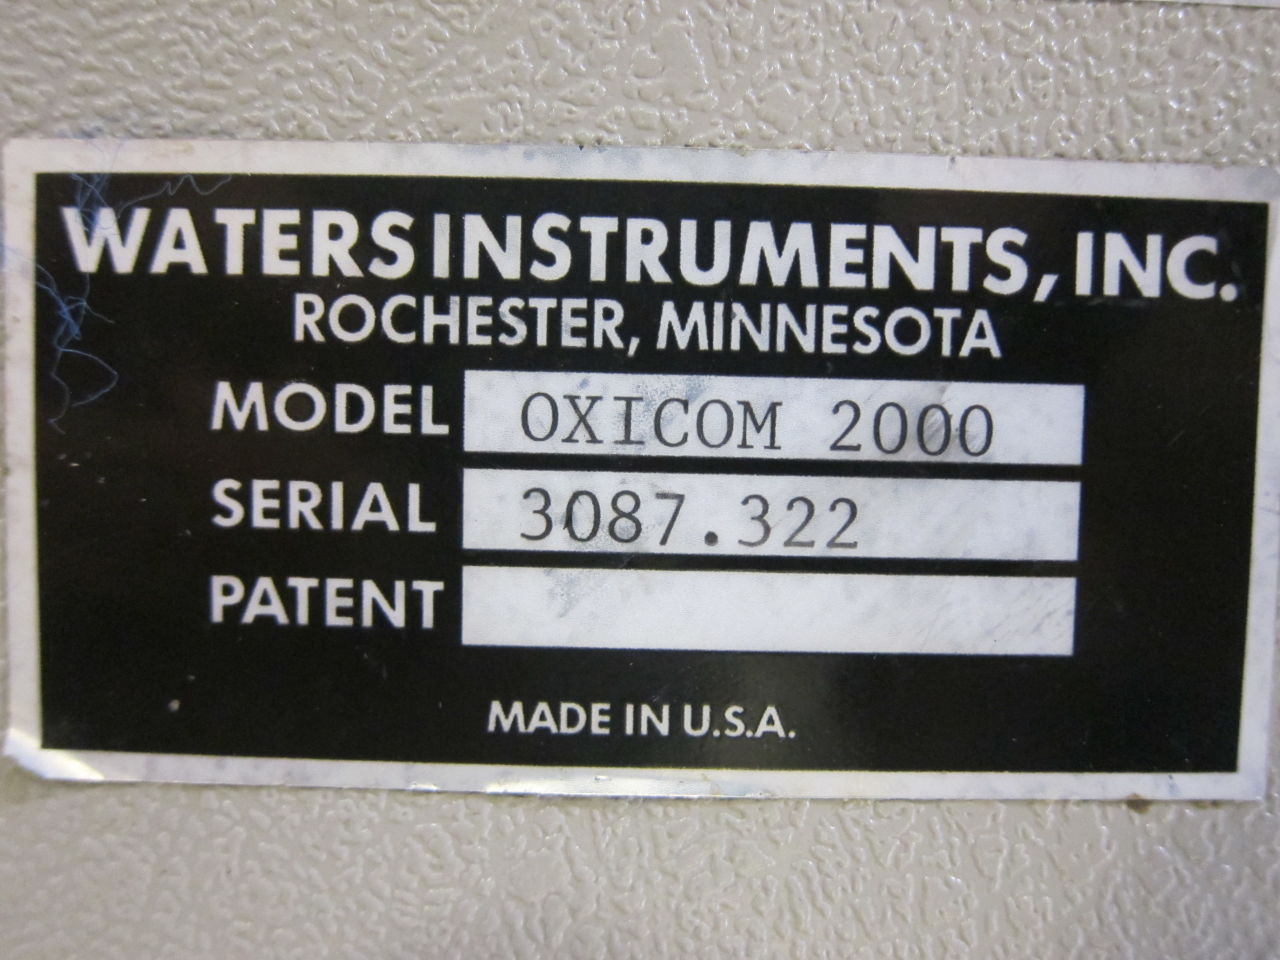 WATERS INSTRUMENTS, INC.
ROCHESTER, MINNESOTA
MODEL OXICOM 2000
SERIAL 3087.322
PATENT
MADE IN U.S.A.